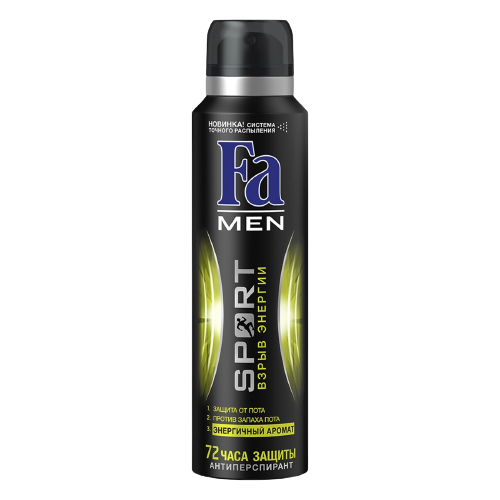 НОВИНКА! СИСТЕМА
ТОЧНОГО РАСПЫЛЕНИЯ
Fa
MEN
SPORT
ВЗРЫВ ЭНЕРГИИ
1. ЗАЩИТА ОТ ПОТА
2. ПРОТИВ ЗАПАХА ПОТА
3. ЭНЕРГИЧНЫЙ АРОМАТ
72 ЧАСА ЗАЩИТЫ
АНТИПЕРСПИРАНТ